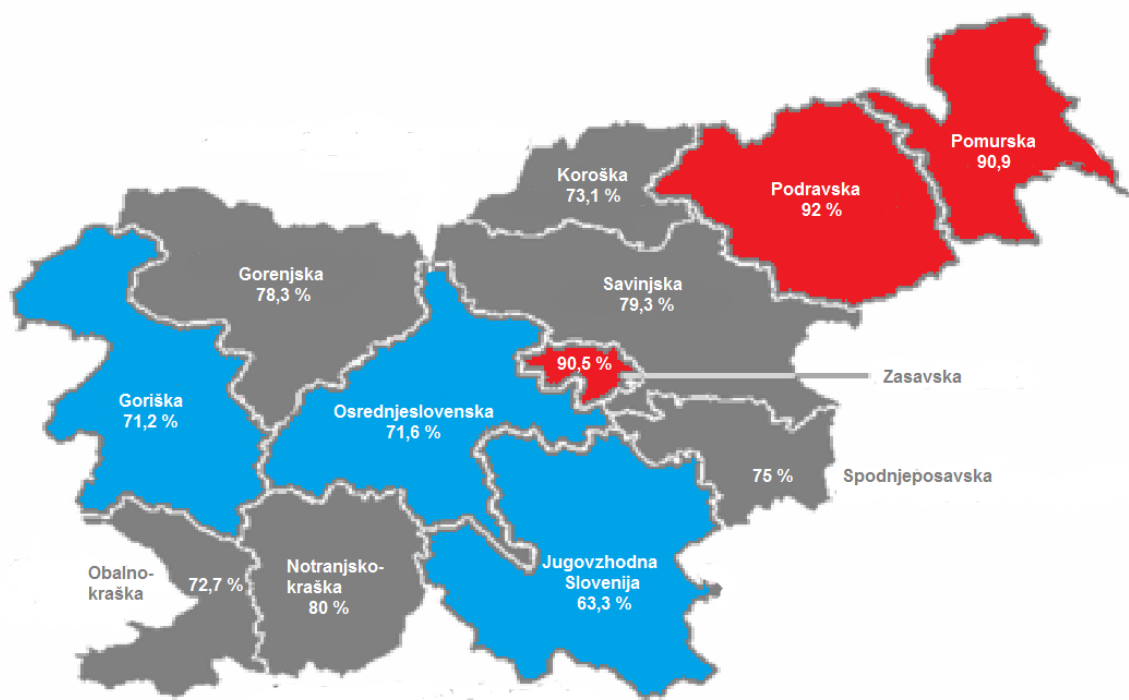 Pomurska
90,9
Koroška
73,1 %
Podravska
92 %
Gorenjska
78,3 %
Savinjska
79,3 %
90,5 %
Zasavska
Goriška
71,2 %
Osrednjeslovenska
71,6 %
75 %
Spodnjeposavska
Obalno-
kraška
72,7 %
Notranjsko-
kraška
80 %
Jugovzhodna
Slovenija
63,3 %